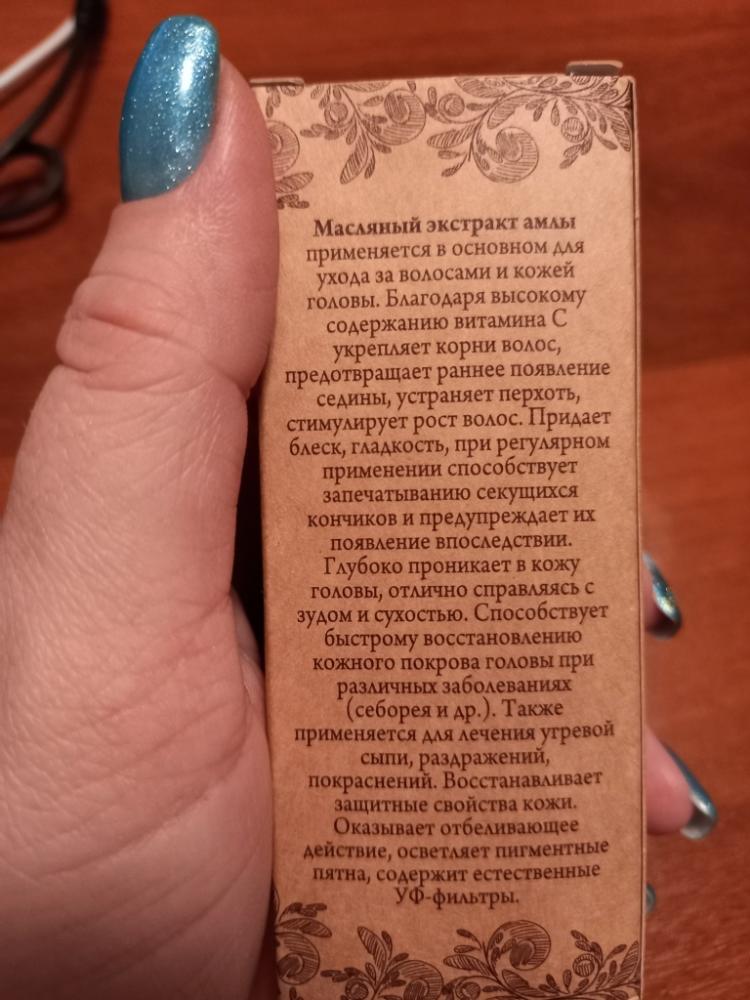 Масляный экстракт амлы
применяется в основном для
ухода за волосами и кожей
головы. Благодаря высокому
содержанию витамина С
укрепляет корни волос,
предотвращает раннее появление
седины, устраняет перхоть,
стимулирует рост волос. Придает
блеск, гладкость, при регулярном
применении способствует
запечатыванию секущихся
кончиков и предупреждает их
появление впоследствии.
Глубоко проникает в кожу
головы, отлично справляясь с
зудом и сухостью. Способствует
быстрому восстановлению
кожного покрова головы при
различных заболеваниях
(себорея и др.). Также
применяется для лечения угревой
сыпи, раздражений,
покраснений. Восстанавливает
защитные свойства кожи.
Оказывает отбеливающее
действие, осветляет пигментные
пятна, содержит естественные
УФ-фильтры.